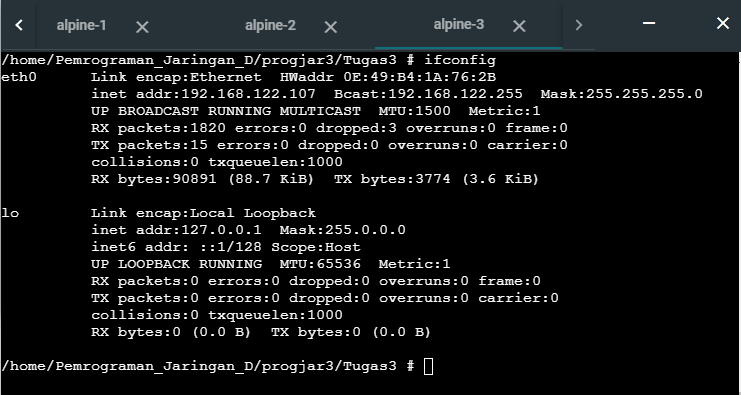 alpine-1 alpine-2 alpine-3
/home/Pemrograman_Jaringan_D/progjar3/Tugas3 # ifconfig
eth0      Link encap:Ethernet  HWaddr 0E:49:B4:1A:76:2B
          inet addr:192.168.122.107  Bcast:192.168.122.255  Mask:255.255.255.0
          UP BROADCAST RUNNING MULTICAST  MTU:1500  Metric:1
          RX packets:1820 errors:0 dropped:3 overruns:0 frame:0
          TX packets:15 errors:0 dropped:0 overruns:0 carrier:0
          collisions:0 txqueuelen:1000
          RX bytes:90891 (88.7 KiB)  TX bytes:3774 (3.6 KiB)
lo        Link encap:Local Loopback
          inet addr:127.0.0.1  Mask:255.0.0.0
          inet6 addr: ::1/128 Scope:Host
          UP LOOPBACK RUNNING  MTU:65536  Metric:1
          RX packets:0 errors:0 dropped:0 overruns:0 frame:0
          TX packets:0 errors:0 dropped:0 overruns:0 carrier:0
          collisions:0 txqueuelen:1000
          RX bytes:0 (0.0 B)  TX bytes:0 (0.0 B)
/home/Pemrograman_Jaringan_D/progjar3/Tugas3 #